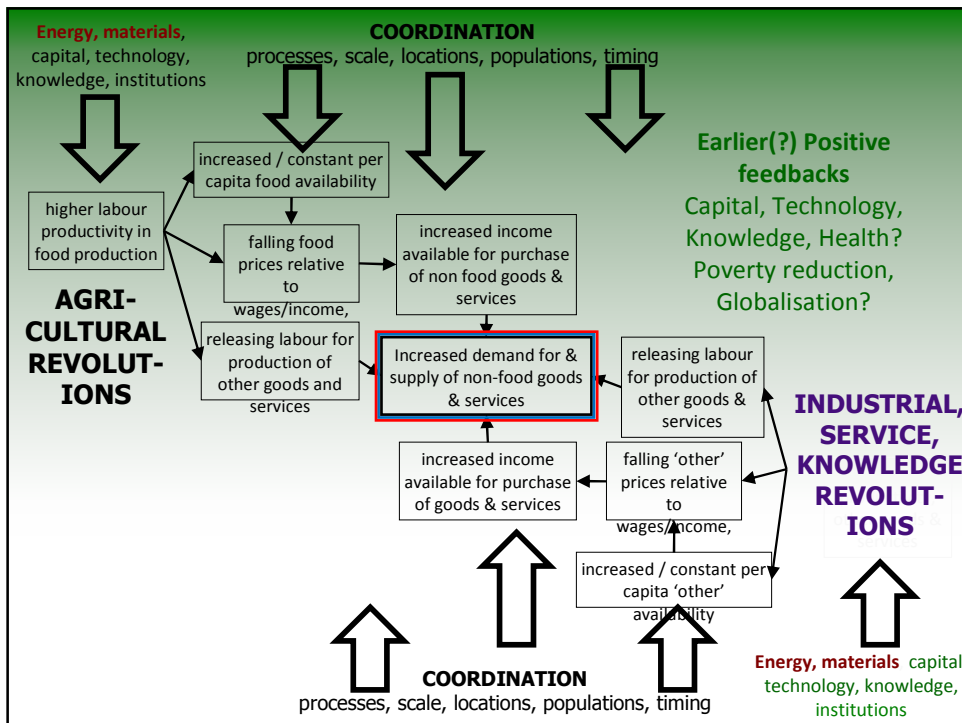 Energy, materials,
capital, technology,
knowledge, institutions
COORDINATION
processes, scale, locations, populations, timing
increased / constant per
capita food availability
Earlier(?) Positive
feedbacks
Capital, Technology,
Knowledge, Health?
Poverty reduction,
Globalisation?
higher labour
productivity in
food production
falling food
prices relative
to
wages/income,
increased income
available for purchase
of non food goods &
services
AGRI-
CULTURAL
REVOLUT-
IONS
releasing labour for
production of
other goods and
services
Increased demand for &
supply of non-food goods
& services
releasing labour
for production of
other goods &
services
INDUSTRIAL,
SERVICE,
KNOWLEDGE
REVOLUT-
IONS
increased income
available for purchase
of goods & services
falling ‘other’
prices relative
to
wages/income,
increased / constant per
capita ‘other’
availability
COORDINATION
processes, scale, locations, populations, timing
Energy, materials capital
technology, knowledge,
institutions